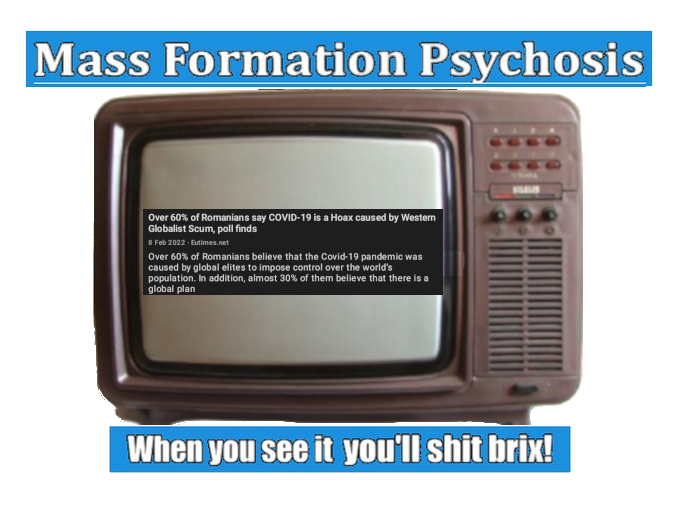 Mass Formation Psychosis
Over 60% of Romanians say COVID-19 is a Hoax caused by Western
Globalist Scum, poll finds
8 Feb 2022 · Eutimes.net
Over 60% of Romanians believe that the Covid-19 pandemic was
caused by global elites to impose control over the world's
population. In addition, almost 30% of them believe that there is a
global plan
When you see it you'll shit brix!